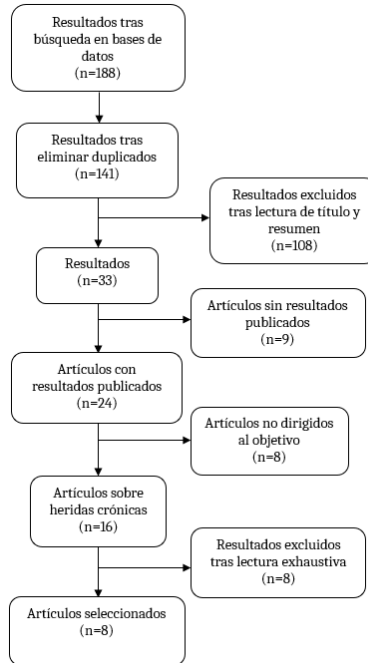 Resultados tras
búsqueda en bases de
datos
(n=188)
Resultados tras
eliminar duplicados
(n=141)
Resultados excluidos
tras lectura de título y
resumen
(n=108)
Resultados
(n=33)
Artículos sin resultados
publicados
(n=9)
Artículos con
resultados publicados
(n=24)
Artículos no dirigidos
al objetivo
(n=8)
Artículos sobre
heridas crónicas
(n=16)
Resultados excluidos
tras lectura exhaustiva
(n=8)
Artículos seleccionados
(n=8)